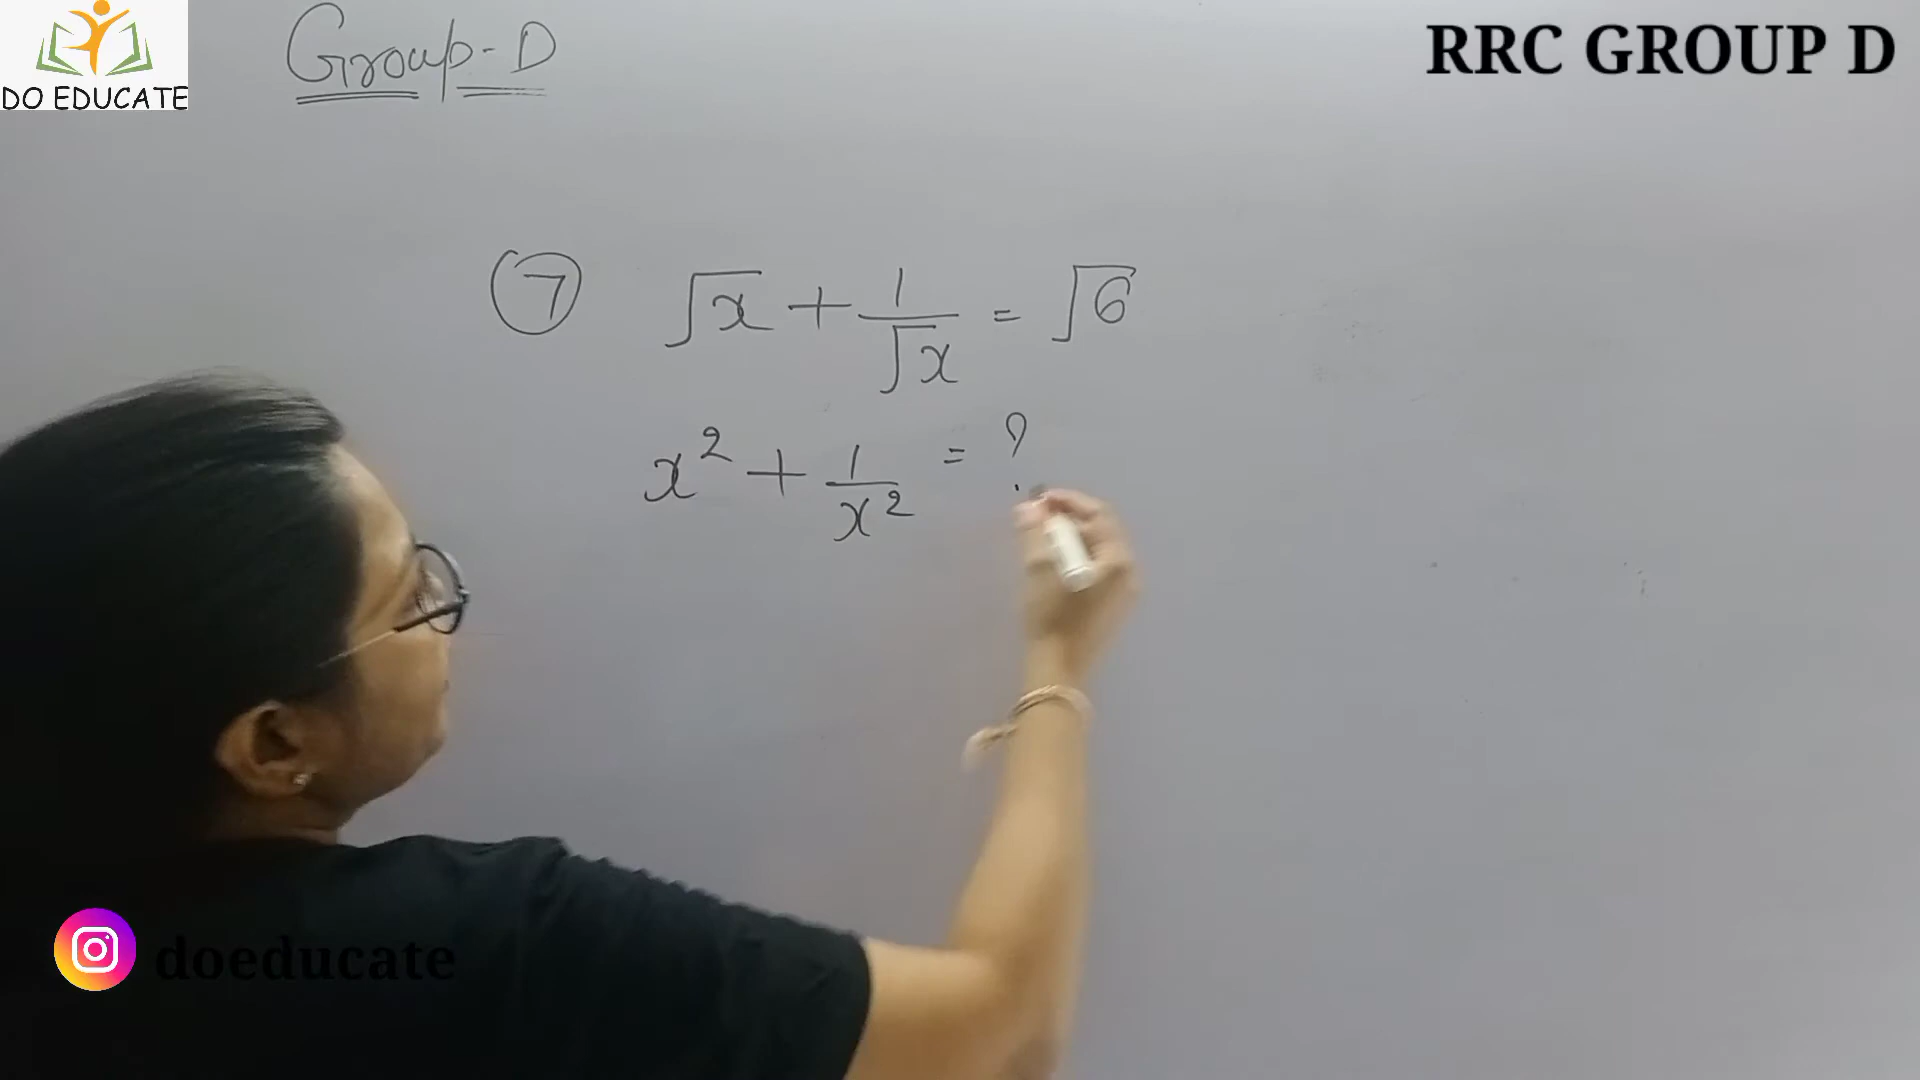 DO EDUCATE
Group-D
RRC GROUP D
⑦ √x + 1/√x = √6
x² + 1/x² = ?
doeducate